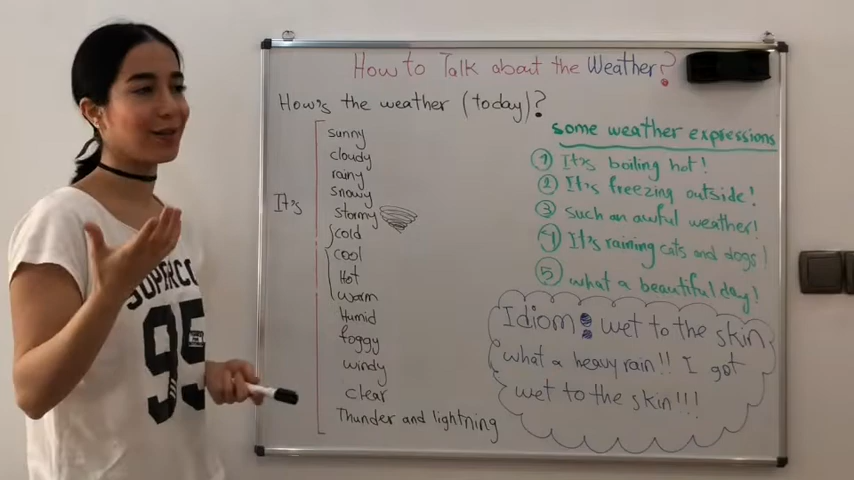 How to Talk about the Weather?
How's the weather (today)?
It's
sunny
cloudy
rainy
snowy
stormy
cold
cool
Hot
warm
Humid
foggy
windy
clear
Thunder and lightning
some weather expressions
1 It's boiling hot!
2 It's freezing outside!
3 such an awful weather!
4 It's raining cats and dogs!
5 what a beautiful day!
Idiom: wet to the skin
what a heavy rain!! I got
wet to the skin!!!
95